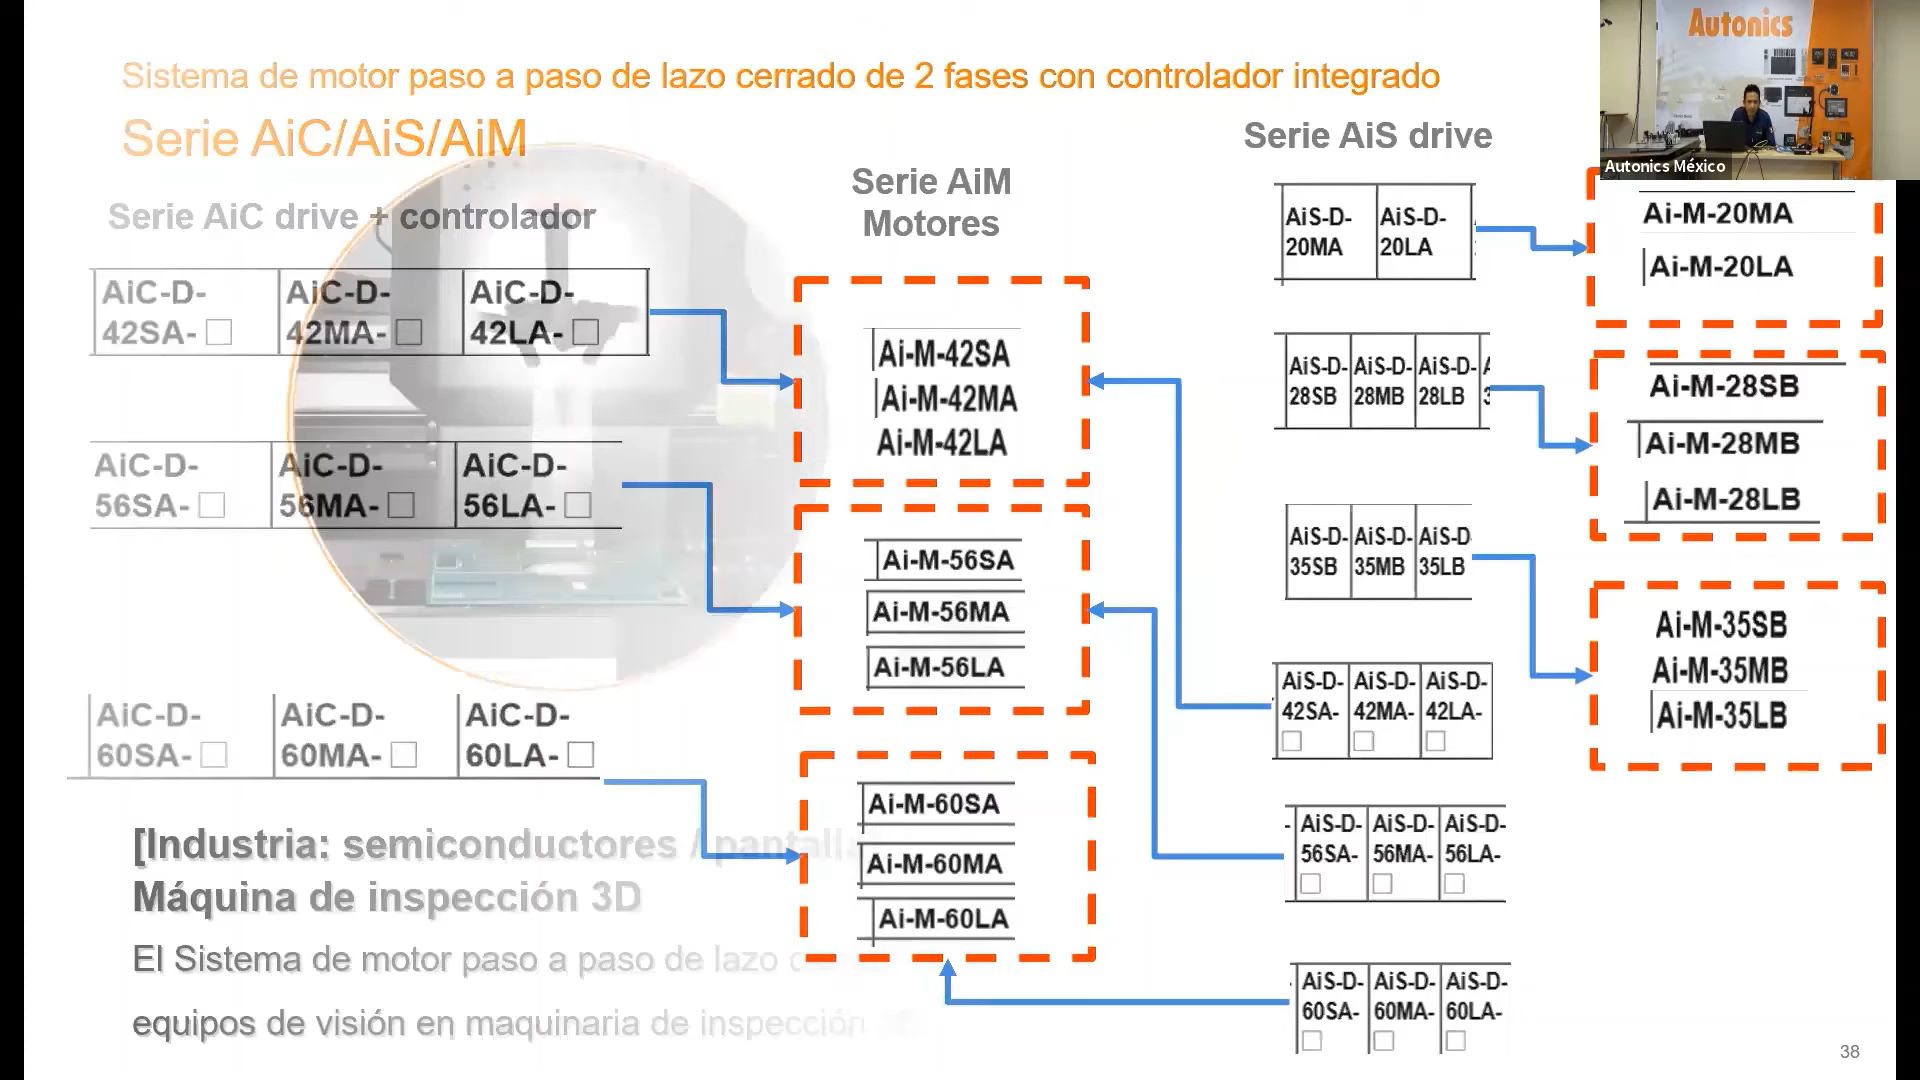 Sistema de motor paso a paso de lazo cerrado de 2 fases con controlador integrado
Serie AiC/AiS/AiM
Serie AiC drive + controlador
AiC-D-
42SA- □
AiC-D-
42MA- □
AiC-D-
42LA- □
AiC-D-
56SA- □
AiC-D-
56MA- □
AiC-D-
56LA- □
AiC-D-
60SA- □
AiC-D-
60MA- □
AiC-D-
60LA- □
[Industria: semiconductores /
Máquina de inspección 3D
El Sistema de motor paso a paso de lazo
equipos de visión en maquinaria de inspección
Serie AiM
Motores
Ai-M-42SA
Ai-M-42MA
Ai-M-42LA
Ai-M-56SA
Ai-M-56MA
Ai-M-56LA
Ai-M-60SA
Ai-M-60MA
Ai-M-60LA
Serie AiS drive
AiS-D-
20MA
AiS-D-
20LA
AiS-D-
28SB
AiS-D-
28MB
AiS-D-
28LB
AiS-D-
35SB
AiS-D-
35MB
AiS-D
35LB
AiS-D-
42SA-
□
AiS-D-
42MA-
□
AiS-D-
42LA-
□
AiS-D-
56SA-
□
AiS-D-
56MA-
□
AiS-D-
56LA-
□
AiS-D-
60SA-
□
AiS-D-
60MA-
□
AiS-D-
60LA-
□
Autonics
Autonics México
Ai-M-20MA
Ai-M-20LA
Ai-M-28SB
Ai-M-28MB
Ai-M-28LB
Ai-M-35SB
Ai-M-35MB
Ai-M-35LB
38